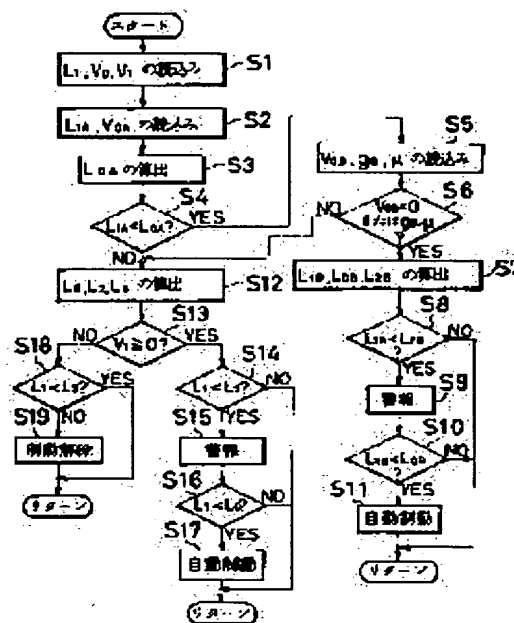 スタート
L1, V0, V1 の読込み S1
L1A, V0A, の読込み S2
L0A の算出 S3
S4
L1A<L0A? YES
NO
L0, L2, L3 の算出 S12
S13
NO V1≧0? YES
S18
L1<L3? YES
NO
S19
制動解除
リターン
S14
L1<L2? NO
YES
S15
警報
S16
L1<L0? NO
YES
S17
自動制動
リターン
S5
の読込み
S6
NO
または
YES
L1B, L0B, L2B の算出
S8
L1B<L2B ? NO
YES
警報 S9
S10
L1B<L0B ? NO
YES
S11
自動制動
リターン